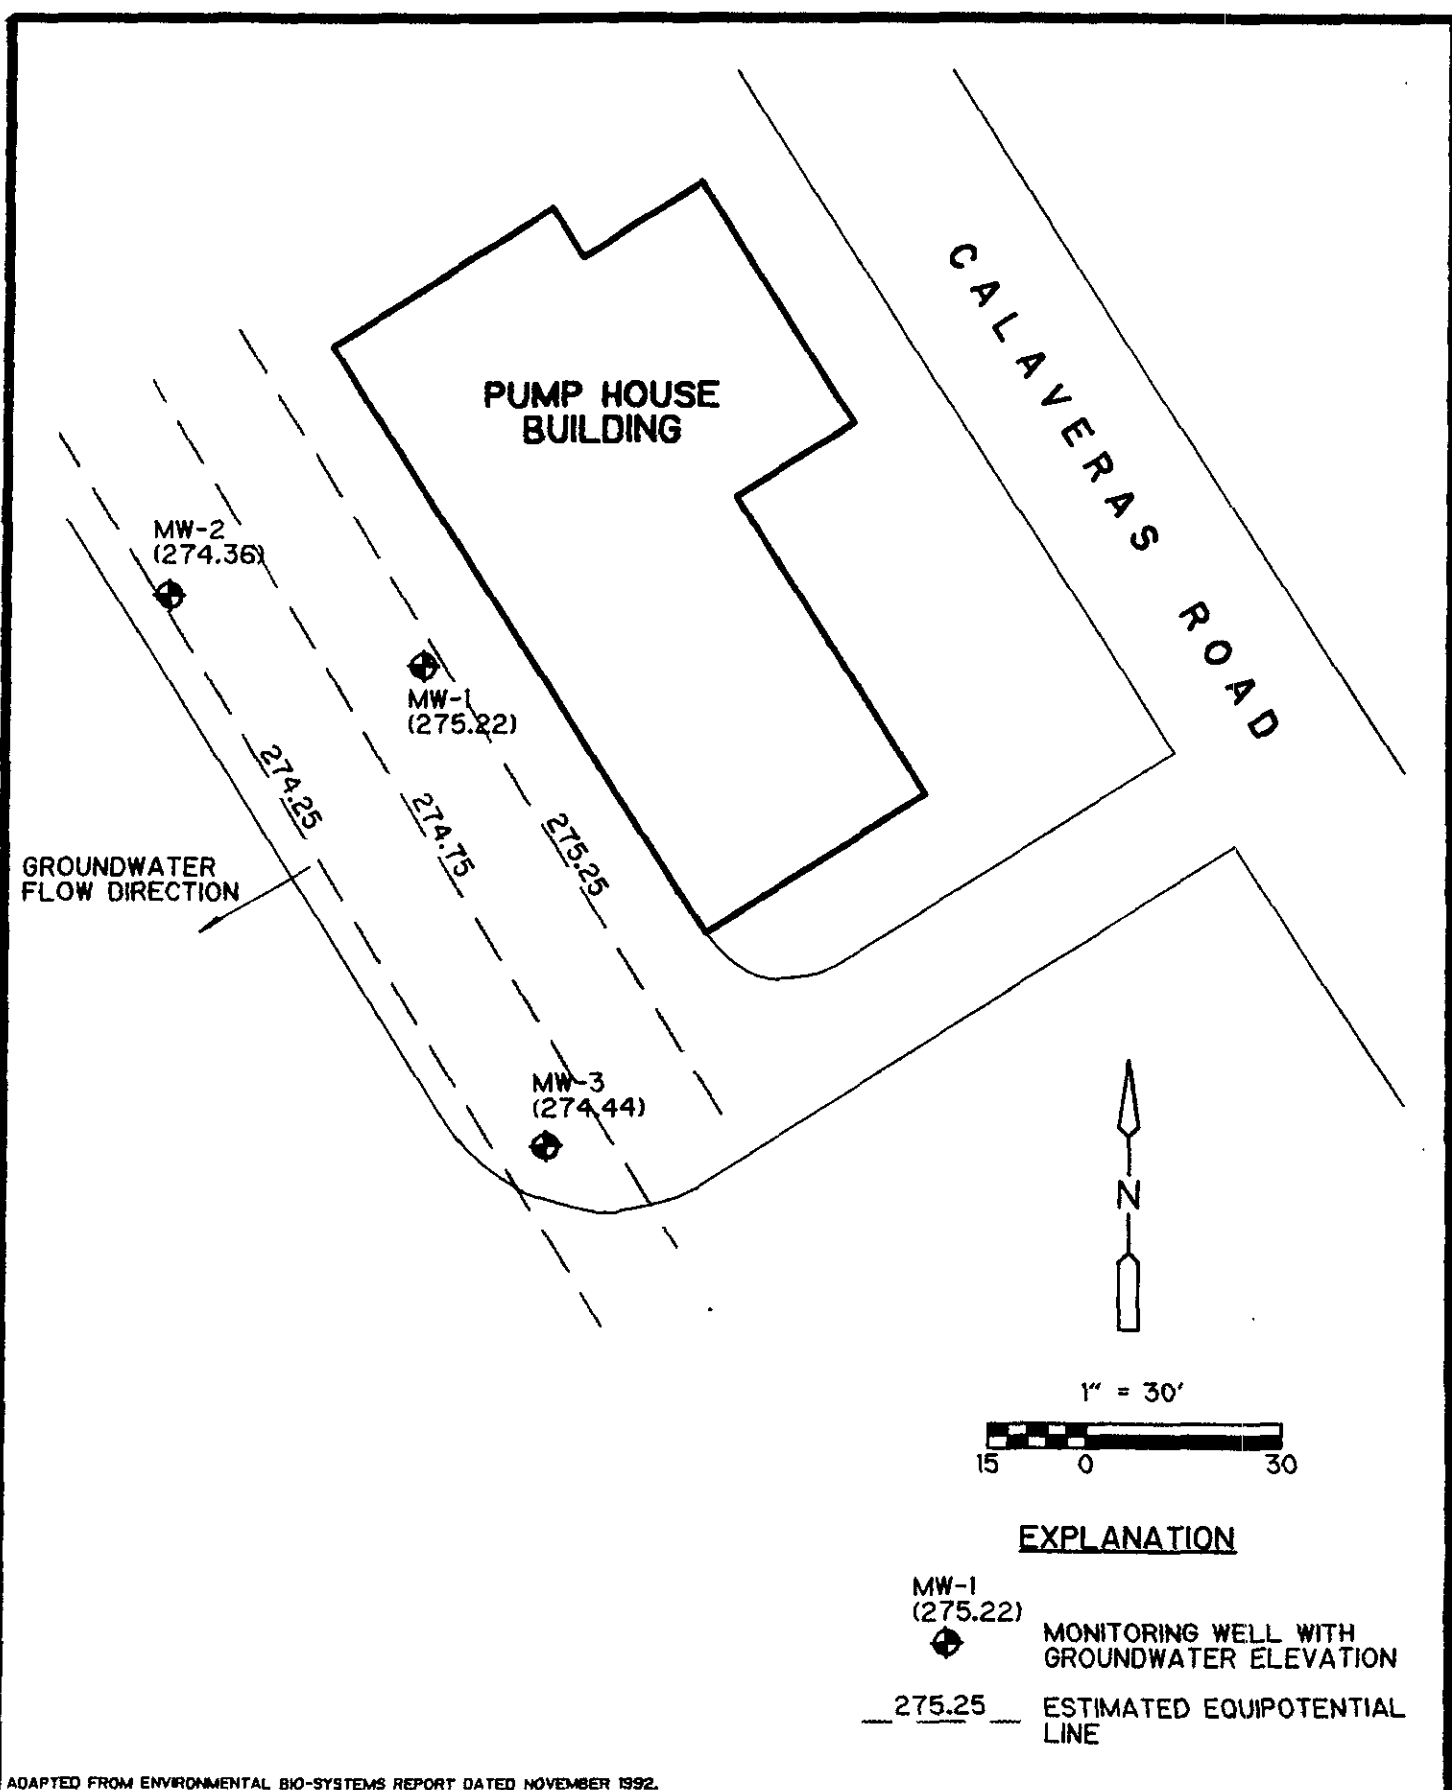 CALAVERAS ROAD
PUMP HOUSE
BUILDING
MW-2
(274.36)
MW-1
(275.22)
274.25
274.75
275.25
GROUNDWATER
FLOW DIRECTION
MW-3
(274.44)
N
1" = 30'
15 0 30
EXPLANATION
MW-1
(275.22)
MONITORING WELL WITH
GROUNDWATER ELEVATION
275.25
ESTIMATED EQUIPOTENTIAL
LINE
ADAPTED FROM ENVIRONMENTAL BIO-SYSTEMS REPORT DATED NOVEMBER 1992.